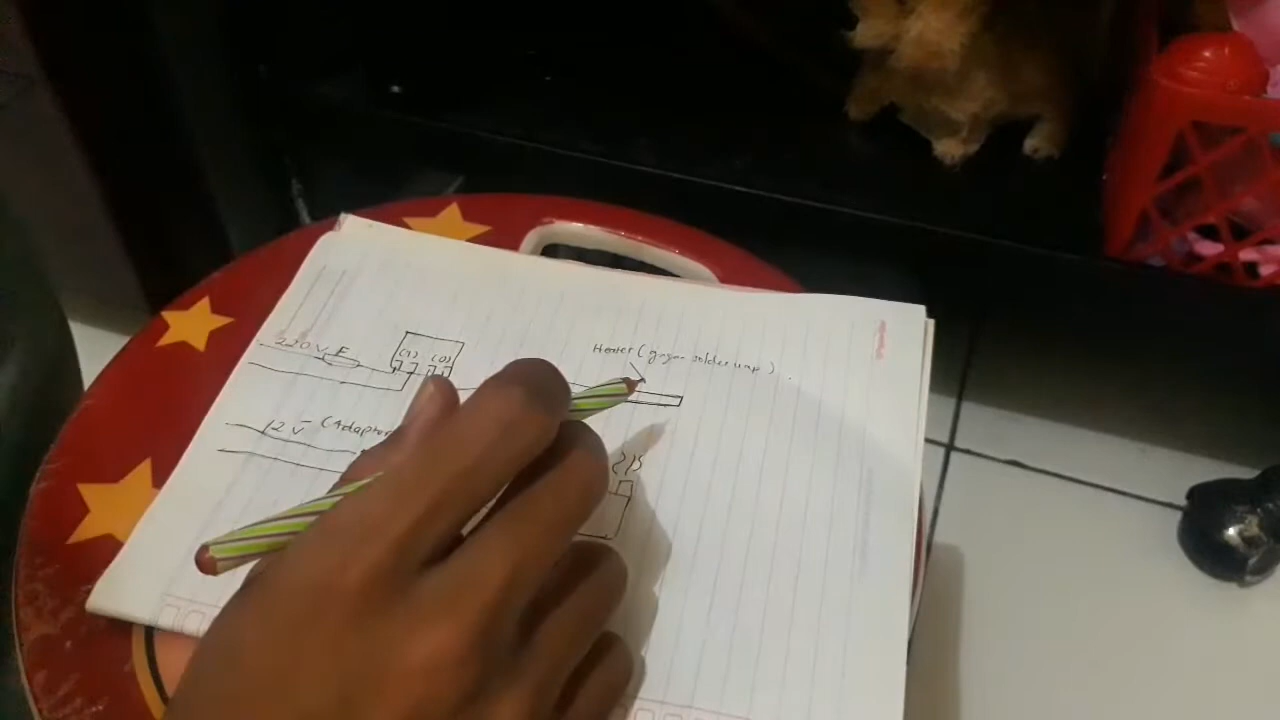 Heater (gagang solder uap)
220 V F
(1) (0)
12 V (Adaptor